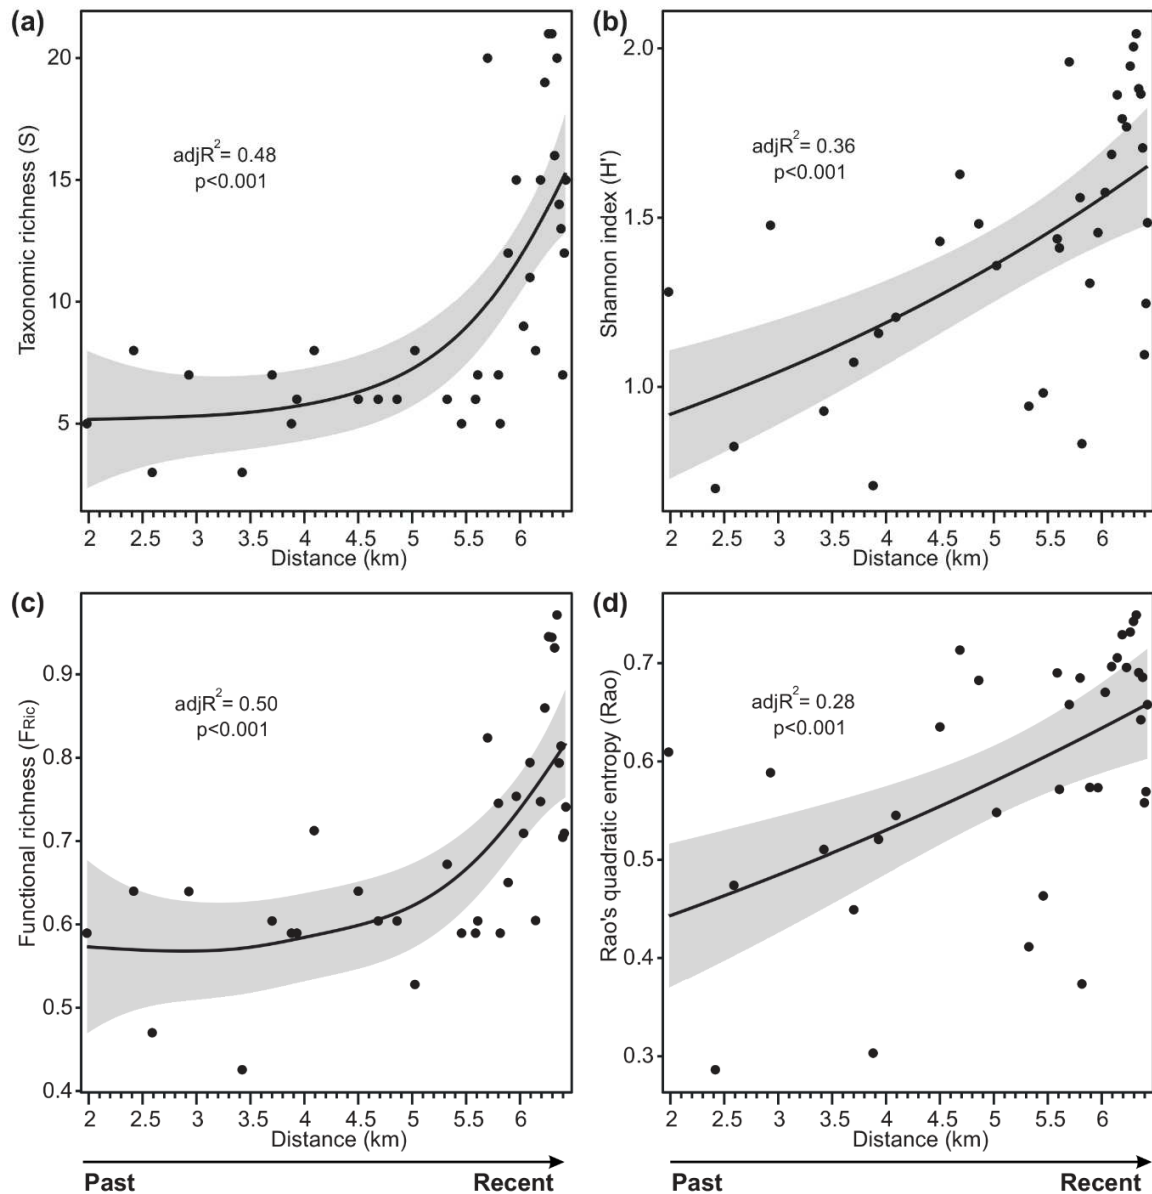 (a)
Taxonomic richness (S)
20
15
10
5
adjR²= 0.48
p<0.001
2 2.5 3 3.5 4 4.5 5 5.5 6
Distance (km)
(b)
Shannon index (H')
2.0
1.5
1.0
adjR²= 0.36
p<0.001
2 2.5 3 3.5 4 4.5 5 5.5 6
Distance (km)
(c)
Functional richness (FRic)
0.9
0.8
0.7
0.6
0.5
0.4
adjR²= 0.50
p<0.001
2 2.5 3 3.5 4 4.5 5 5.5 6
Distance (km)
Past Recent
(d)
Rao's quadratic entropy (Rao)
0.7
0.6
0.5
0.4
0.3
adjR²= 0.28
p<0.001
2 2.5 3 3.5 4 4.5 5 5.5 6
Distance (km)
Past Recent